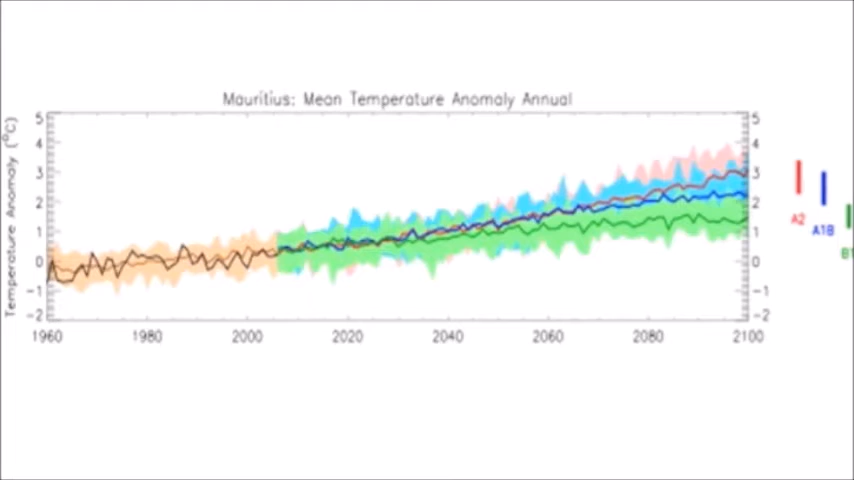 Mauritius: Mean Temperature Anomaly Annual
Temperature Anomaly (°C)
5 5
4 4
3 3
2 2
1 1
0 0
-1 -1
-2 -2
1960 1980 2000 2020 2040 2060 2080 2100
A2
A1B
B1